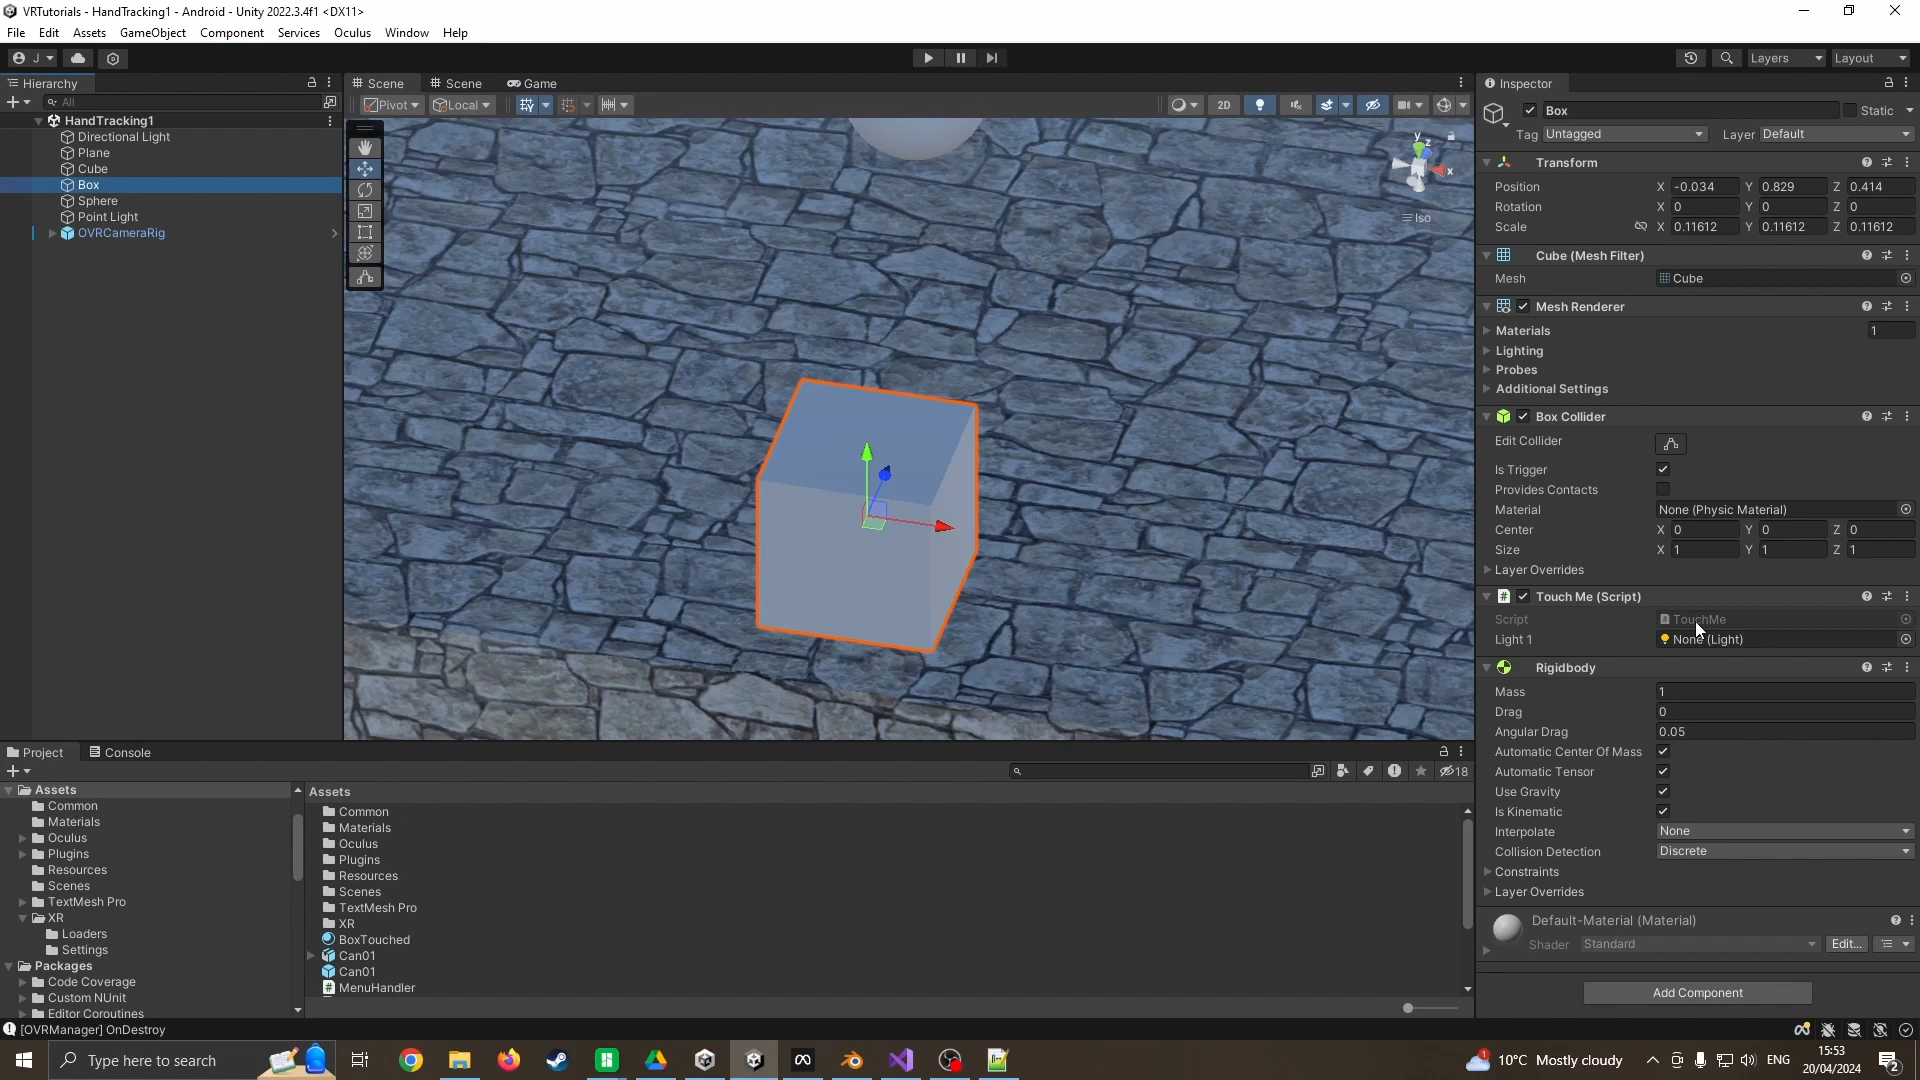 VRTutorials - HandTracking1 - Android - Unity 2022.3.4f1 <DX11>
File Edit Assets GameObject Component Services Oculus Window Help
J Layers Layout
Hierarchy
All
HandTracking1
Directional Light
Plane
Cube
Box
Sphere
Point Light
OVRCameraRig
Scene Scene Game
Pivot Local 2D
y z x
Iso
Inspector
Box Static
Tag Untagged Layer Default
Transform
Position X -0.034 Y 0.829 Z 0.414
Rotation X 0 Y 0 Z 0
Scale X 0.11612 Y 0.11612 Z 0.11612
Cube (Mesh Filter)
Mesh Cube
Mesh Renderer
Materials 1
Lighting
Probes
Additional Settings
Box Collider
Edit Collider
Is Trigger
Provides Contacts
Material None (Physic Material)
Center X 0 Y 0 Z 0
Size X 1 Y 1 Z 1
Layer Overrides
# Touch Me (Script)
Script TouchMe
Light 1 None (Light)
Rigidbody
Mass 1
Drag 0
Angular Drag 0.05
Automatic Center Of Mass
Automatic Tensor
Use Gravity
Is Kinematic
Interpolate None
Collision Detection Discrete
Constraints
Layer Overrides
Default-Material (Material)
Shader Standard Edit...
Add Component
Project Console
18
Assets
Common
Materials
Oculus
Plugins
Resources
Scenes
TextMesh Pro
XR
Loaders
Settings
Packages
Code Coverage
Custom NUnit
Editor Coroutines
Assets
Common
Materials
Oculus
Plugins
Resources
Scenes
TextMesh Pro
XR
BoxTouched
Can01
Can01
# MenuHandler
[OVRManager] OnDestroy
Type here to search
1 10°C Mostly cloudy ENG
15:53
20/04/2024
2